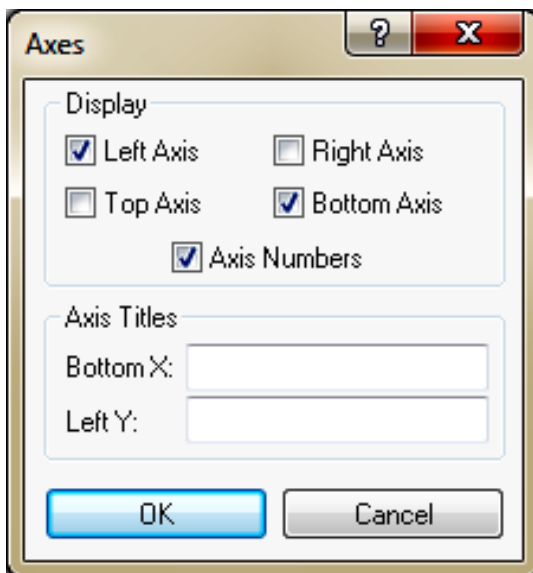 Axes
?
X
Display
Left Axis
Right Axis
Top Axis
Bottom Axis
Axis Numbers
Axis Titles
Bottom X:
Left Y:
OK
Cancel